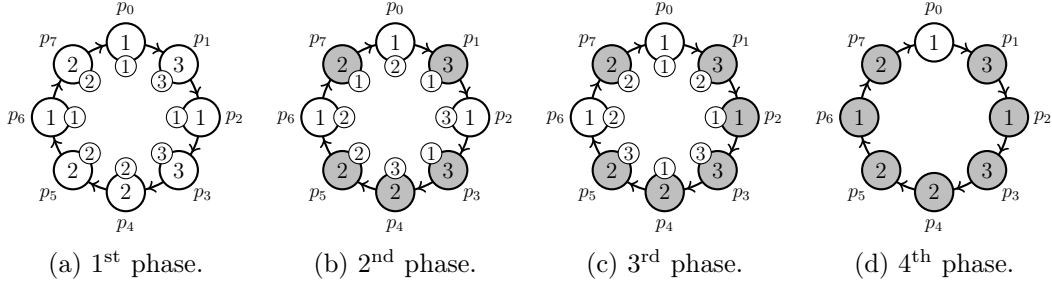 p₀ p₀ p₀ p₀
p₇ 1 p₁ p₇ 1 p₁ p₇ 1 p₁ p₇ 1 p₁
2 1 3 2 2 3 2 1 3 2 3
2 3 1 1 2 2
p₆ 1 1 1 1 p₂ p₆ 1 2 3 1 p₂ p₆ 1 2 1 1 p₂ p₆ 1 1 p₂
2 3 2 1 3 3
2 2 3 2 3 3 2 1 3 2 3
p₅ 2 p₃ p₅ 2 p₃ p₅ 2 p₃ p₅ 2 p₃
p₄ p₄ p₄ p₄
(a) 1ˢᵗ phase. (b) 2ⁿᵈ phase. (c) 3ʳᵈ phase. (d) 4ᵗʰ phase.